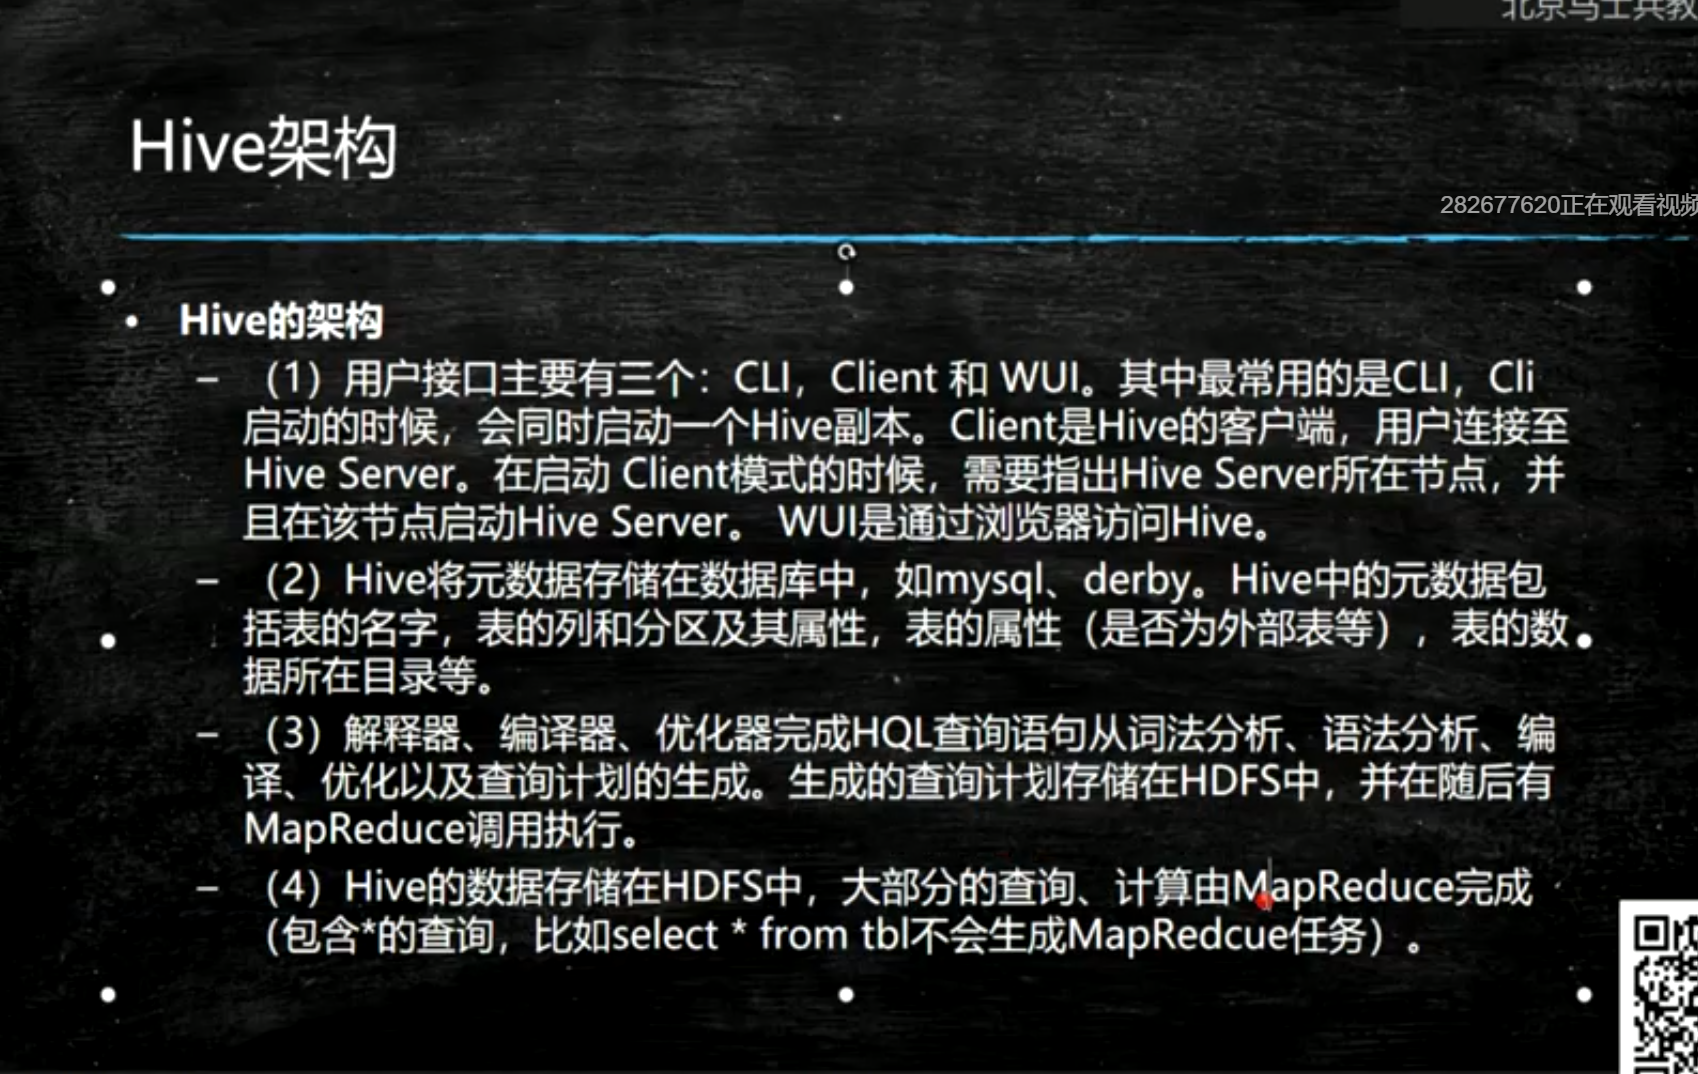 北京马士兵教
Hive架构
282677620正在观看视频
• Hive的架构
– （1）用户接口主要有三个：CLI，Client 和 WUI。其中最常用的是CLI，Cli
启动的时候，会同时启动一个Hive副本。Client是Hive的客户端，用户连接至
Hive Server。在启动 Client模式的时候，需要指出Hive Server所在节点，并
且在该节点启动Hive Server。 WUI是通过浏览器访问Hive。
– （2）Hive将元数据存储在数据库中，如mysql、derby。Hive中的元数据包
括表的名字，表的列和分区及其属性，表的属性（是否为外部表等），表的数
据所在目录等。
– （3）解释器、编译器、优化器完成HQL查询语句从词法分析、语法分析、编
译、优化以及查询计划的生成。生成的查询计划存储在HDFS中，并在随后有
MapReduce调用执行。
– （4）Hive的数据存储在HDFS中，大部分的查询、计算由MapReduce完成
（包含*的查询，比如select * from tbl不会生成MapRedcue任务）。